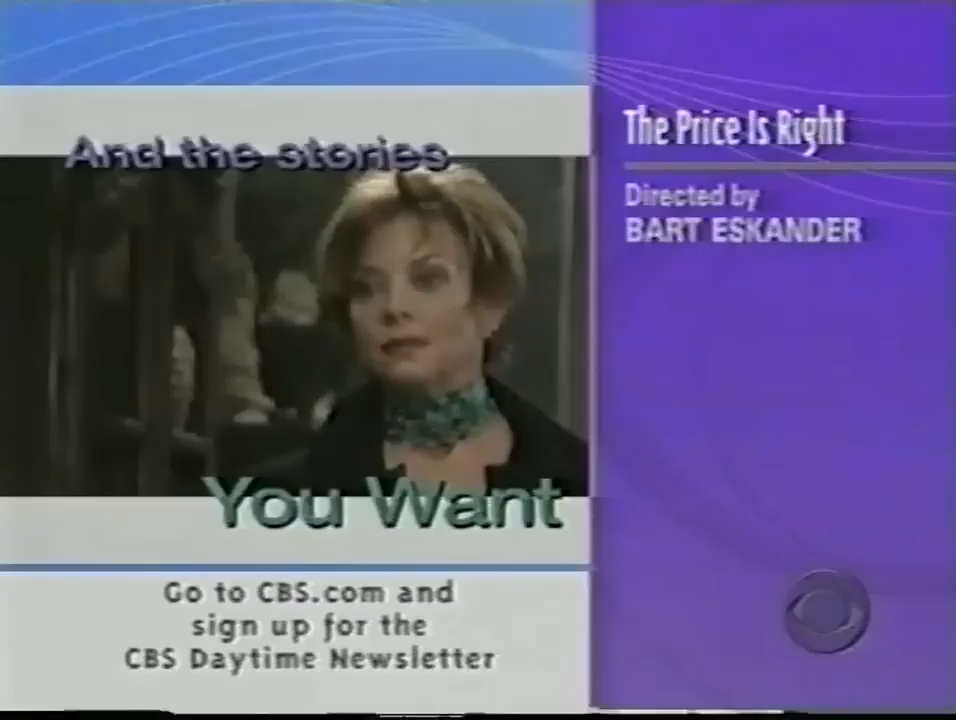 And the stories
You Want
Go to CBS.com and
sign up for the
CBS Daytime Newsletter
The Price Is Right
Directed by
BART ESKANDER